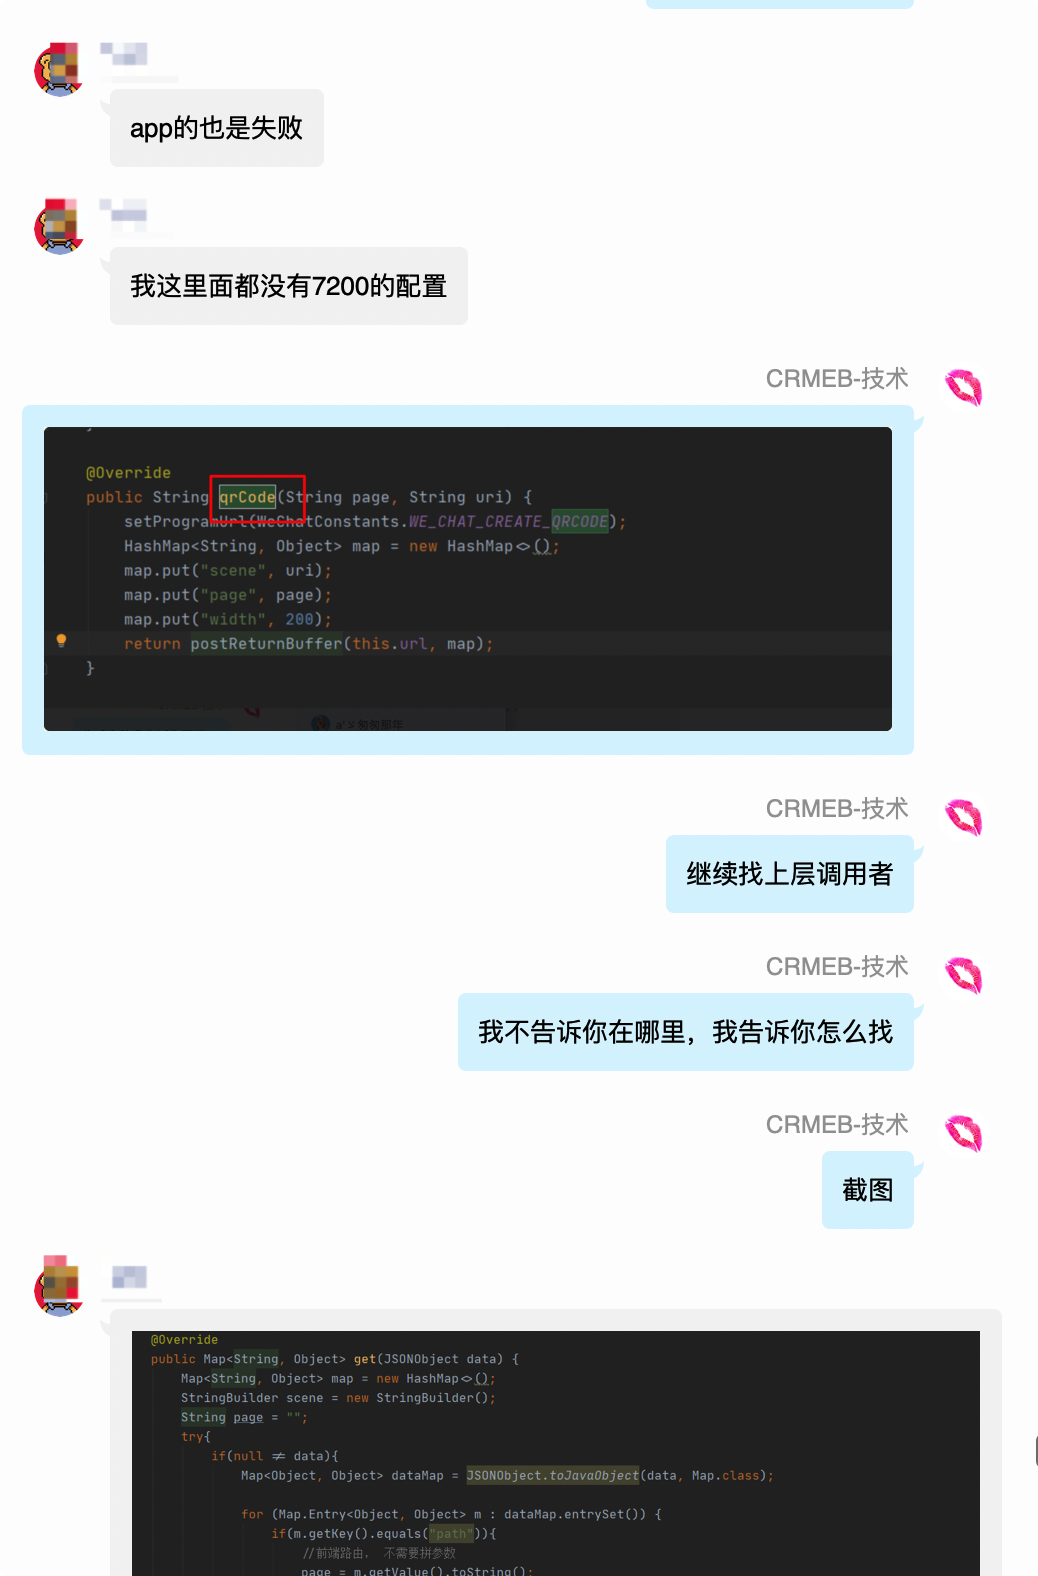 app的也是失败
我这里面都没有7200的配置
CRMEB-技术
@Override
public String qrCode(String page, String uri) {
setProgramUrl(WeChatConstants.WE_CHAT_CREATE_QRCODE);
HashMap<String, Object> map = new HashMap<>();
map.put("scene", uri);
map.put("page", page);
map.put("width", 200);
return postReturnBuffer(this.url, map);
}
CRMEB-技术
继续找上层调用者
CRMEB-技术
我不告诉你在哪里，我告诉你怎么找
CRMEB-技术
截图
@Override
public Map<String, Object> get(JSONObject data) {
Map<String, Object> map = new HashMap<>();
StringBuilder scene = new StringBuilder();
String page = "";
try{
if(null ≠ data){
Map<Object, Object> dataMap = JSONObject.toJavaObject(data, Map.class);
for (Map.Entry<Object, Object> m : dataMap.entrySet()) {
if(m.getKey().equals("path")){
//前端路由， 不需要拼参数
page = m.getValue().toString();